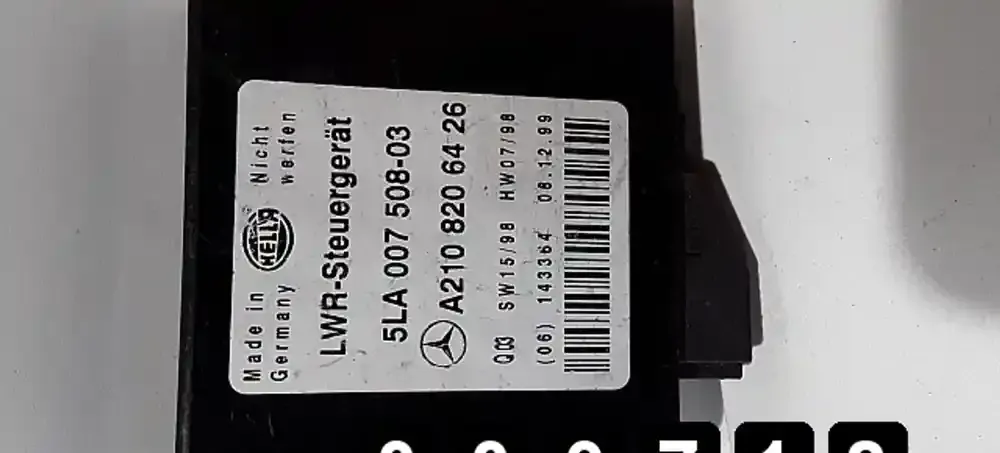 Made in
Germany
HELLA
Nicht
werfen
LWR-Steuergerät
5LA 007 508-03
A210 820 64 26
Q03 SW15/98 HW07/98
(06) 143364 08.12.99